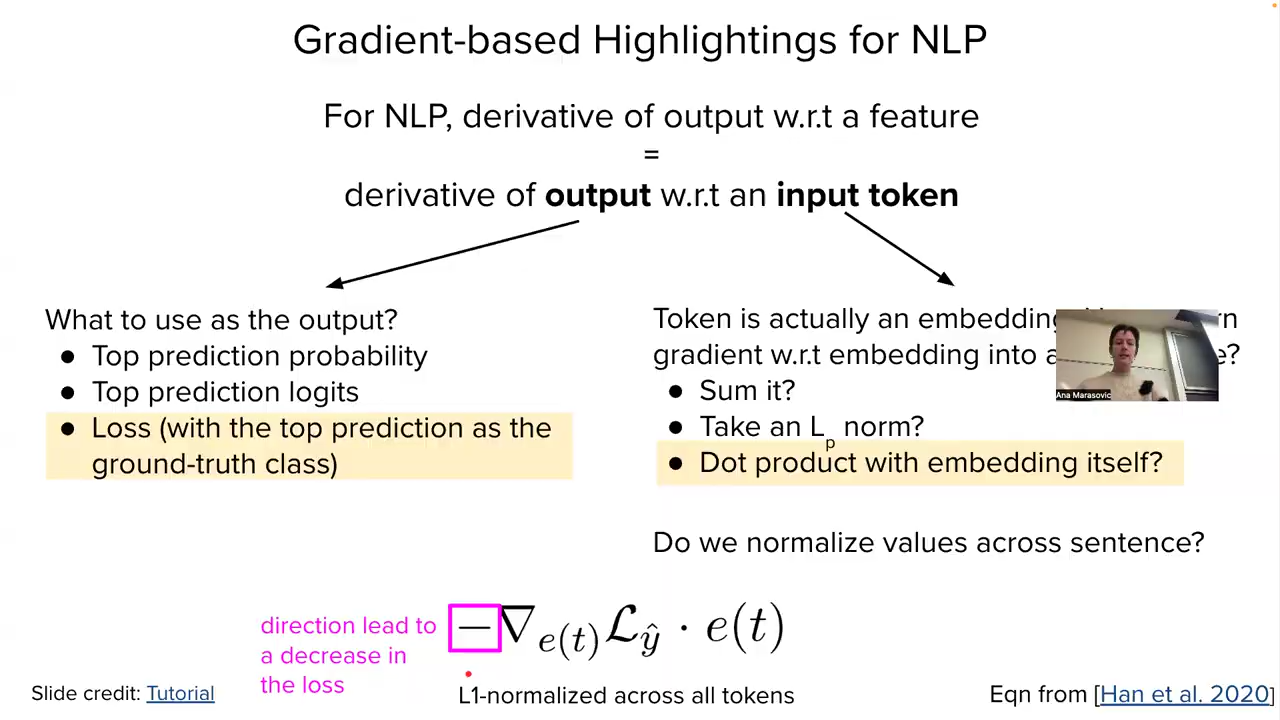 Gradient-based Highlightings for NLP
For NLP, derivative of output w.r.t a feature
=
derivative of output w.r.t an input token
What to use as the output?
● Top prediction probability
● Top prediction logits
● Loss (with the top prediction as the
ground-truth class)
Token is actually an embedding
gradient w.r.t embedding into a
● Sum it?
● Take an Lp norm?
● Dot product with embedding itself?
Do we normalize values across sentence?
Ana Marasovic
direction lead to
a decrease in
the loss
−∇e(t) ℒŷ · e(t)
L1-normalized across all tokens
Slide credit: Tutorial
Eqn from [Han et al. 2020]